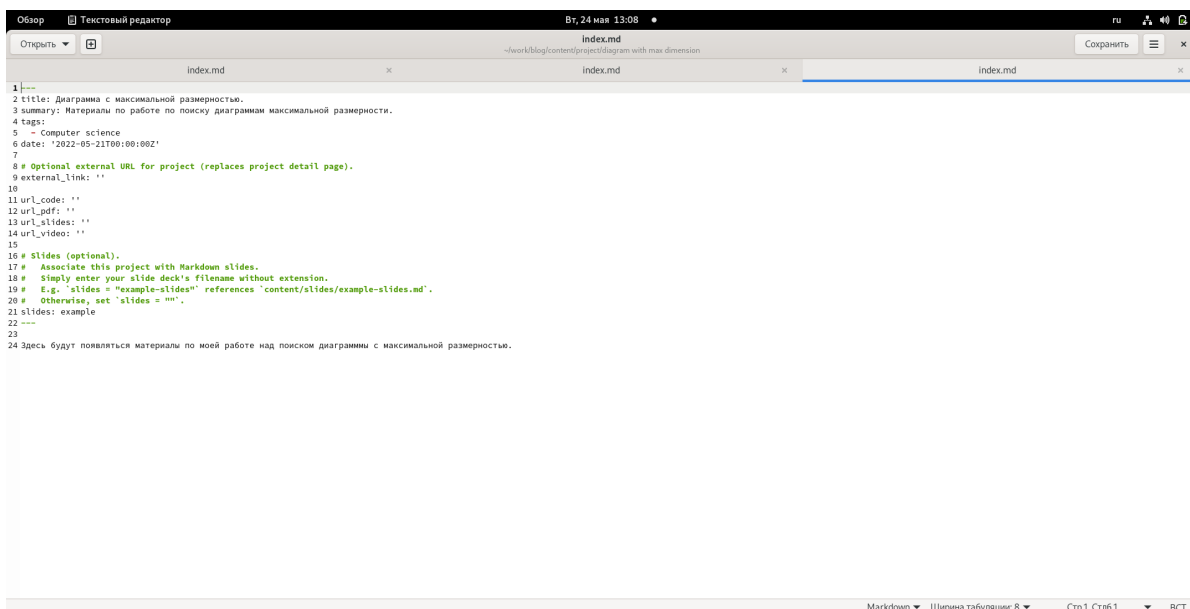 Обзор Текстовый редактор Вт, 24 мая 13:08 ru
Открыть index.md Сохранить
~/work/blog/content/project/diagram with max dimension
index.md index.md index.md
1 ---
2 title: Диаграмма с максимальной размерностью.
3 summary: Материалы по работе по поиску диаграммам максимальной размерности.
4 tags:
5   - Computer science
6 date: '2022-05-21T00:00:00Z'
7
8 # Optional external URL for project (replaces project detail page).
9 external_link: ''
10
11 url_code: ''
12 url_pdf: ''
13 url_slides: ''
14 url_video: ''
15
16 # Slides (optional).
17 #   Associate this project with Markdown slides.
18 #   Simply enter your slide deck's filename without extension.
19 #   E.g. `slides = "example-slides"` references `content/slides/example-slides.md`.
20 #   Otherwise, set `slides = ""`.
21 slides: example
22 ---
23
24 Здесь будут появляться материалы по моей работе над поиском диаграмммы с максимальной размерностью.
Markdown Ширина табуляции: 8 Стр 1, Стлб 1 ВСТ